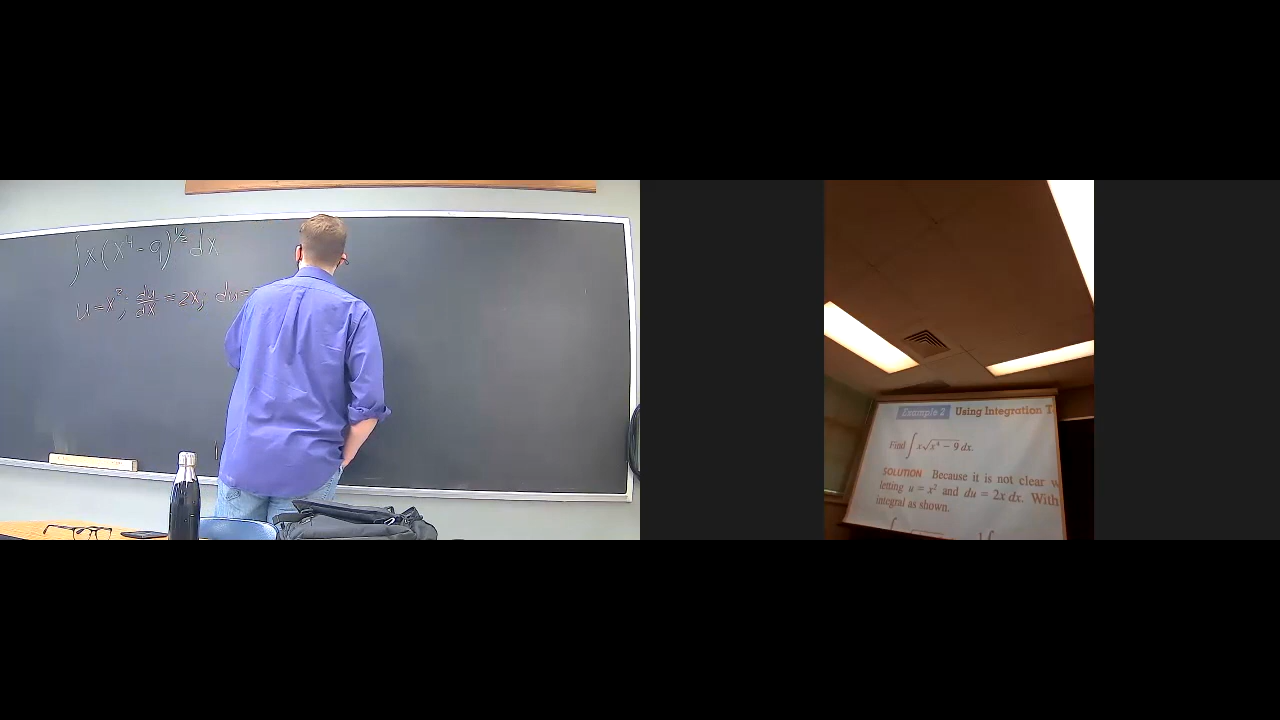 ∫x(x⁴-9)^½ dx
u=x²; du/dx=2x; du=
Example 2 Using Integration T
Find ∫x√x⁴ − 9 dx.
SOLUTION Because it is not clear w
letting u = x² and du = 2x dx. With
integral as shown.